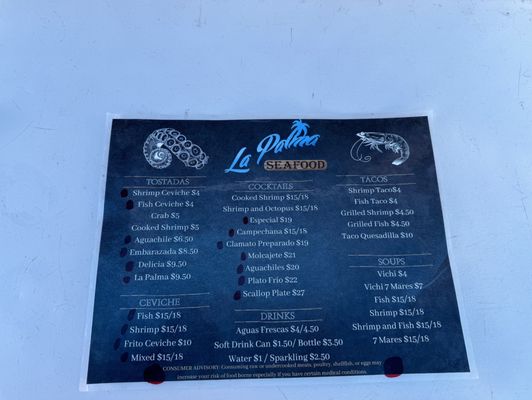 La Palma
SEAFOOD
TOSTADAS
Shrimp Ceviche $4
Fish Ceviche $4
Crab $5
Cooked Shrimp $5
Aguachile $6.50
Embarazada $8.50
Delicia $9.50
La Palma $9.50
CEVICHE
Fish $15/18
Shrimp $15/18
Frito Ceviche $10
Mixed $15/18
COCKTAILS
Cooked Shrimp $15/18
Shrimp and Octopus $15/18
Especial $19
Campechana $15/18
Clamato Preparado $19
Molcajete $21
Aguachiles $20
Plato Frio $22
Scallop Plate $27
DRINKS
Aguas Frescas $4/4.50
Soft Drink Can $1.50/ Bottle $3.50
Water $1 / Sparkling $2.50
TACOS
Shrimp Taco$4
Fish Taco $4
Grilled Shrimp $4.50
Grilled Fish $4.50
Taco Quesadilla $10
SOUPS
Vichi $4
Vichi 7 Mares $7
Fish $15/18
Shrimp $15/18
Shrimp and Fish $15/18
7 Mares $15/18
CONSUMER ADVISORY: Consuming raw or undercooked meats, poultry, shellfish, or eggs may
increase your risk of food borne especially if you have certain medical conditions.